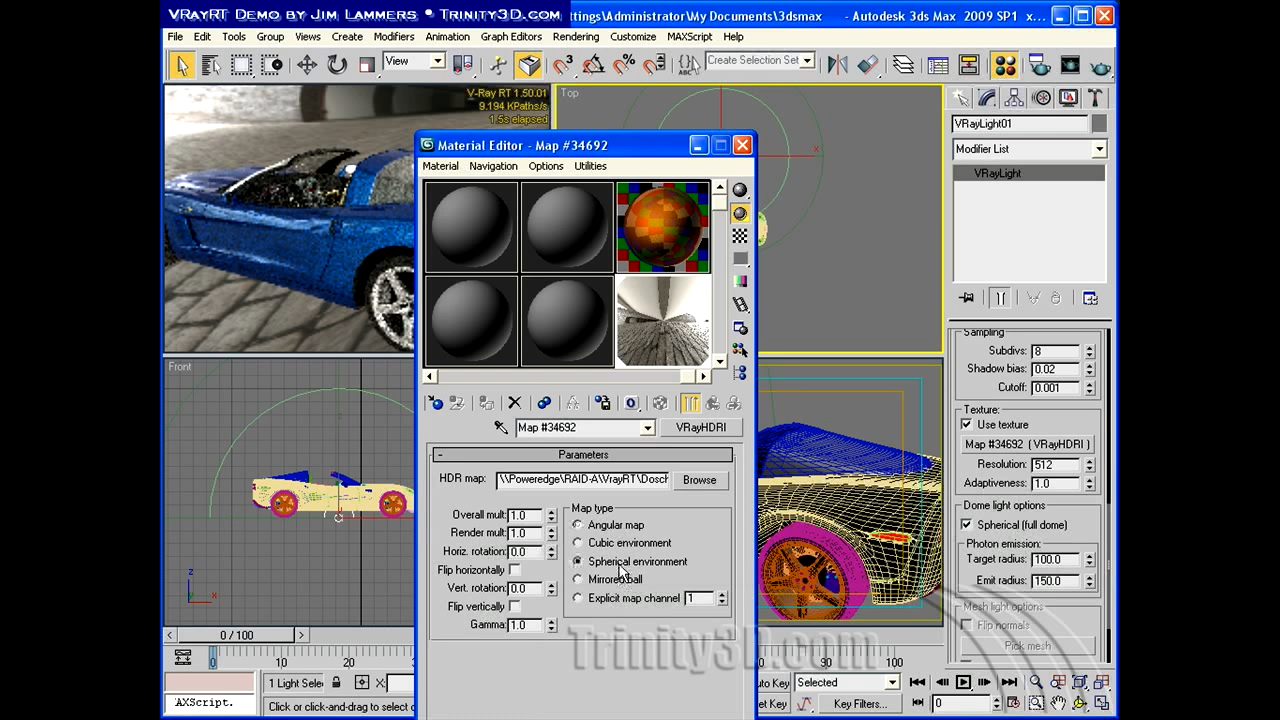 VRayRT Demo by Jim Lammers • Trinity3D.com
ttings\Administrator\My Documents\3dsmax - Autodesk 3ds Max 2009 SP1 x...
File Edit Tools Group Views Create Modifiers Animation Graph Editors Rendering Customize MAXScript Help
View
Create Selection Set
V-Ray RT 1.50.01
9.194 KPaths/s
1.5s elapsed
Top
x
Material Editor - Map #34692
Material Navigation Options Utilities
Map #34692
VRayHDRI
Parameters
HDR map: \\Poweredge\RAID-A\VrayRT\Dosch
Browse
Overall mult: 1.0
Render mult: 1.0
Horiz. rotation: 0.0
Flip horizontally
Vert. rotation: 0.0
Flip vertically
Gamma: 1.0
Map type
Angular map
Cubic environment
Spherical environment
Mirrored ball
Explicit map channel 1
VRayLight01
Modifier List
VRayLight
Sampling
Subdivs: 8
Shadow bias: 0.02
Cutoff: 0.001
Texture:
Use texture
Map #34692 ( VRayHDRI )
Resolution: 512
Adaptiveness: 1.0
Dome light options
Spherical (full dome)
Photon emission:
Target radius: 100.0
Emit radius: 150.0
Mesh light options
Flip normals
Pick mesh
Front
z
x
Trinity3D.com
0 / 100
0 10 20 30 80 90 100
1 Light Sele
X:
uto Key
Selected
AXScript.
Click or click-and-drag to select o
et Key
Key Filters...
0